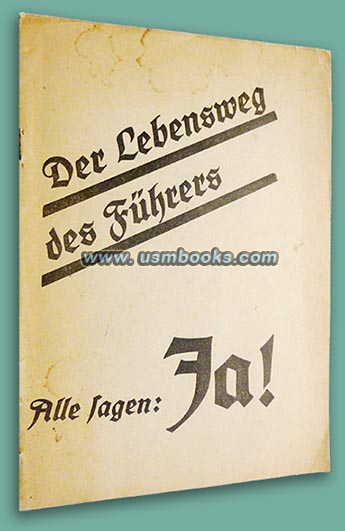 Der Lebensweg
des Führers
www.usmbooks.com
Alle sagen: Ja!